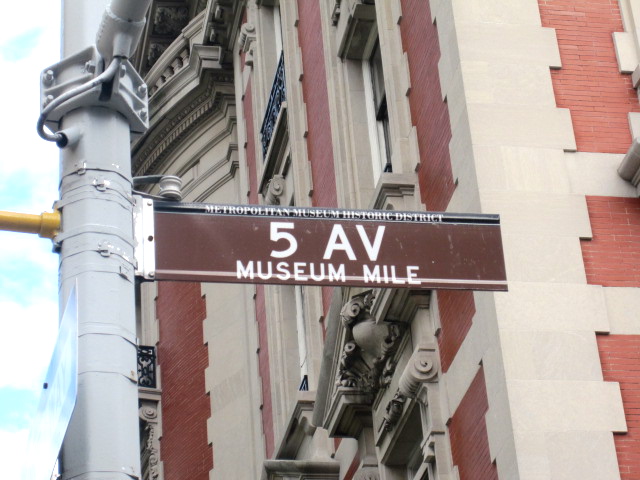 METROPOLITAN MUSEUM HISTORIC DISTRICT
5 AV
MUSEUM MILE